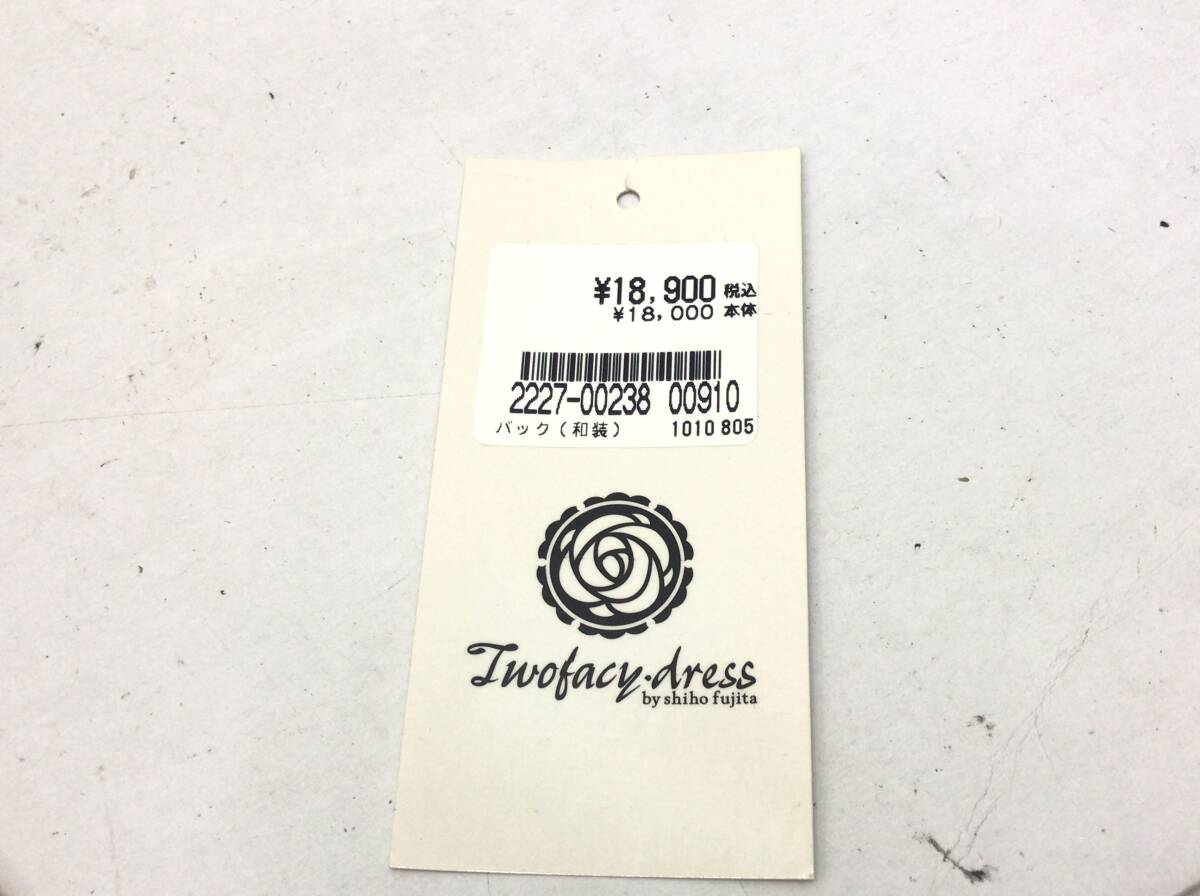 ¥18,900 税込
¥18,000 本体
2227-00238 00910
バック(和装) 1010 805
Twofacy.dress
by shiho fujita